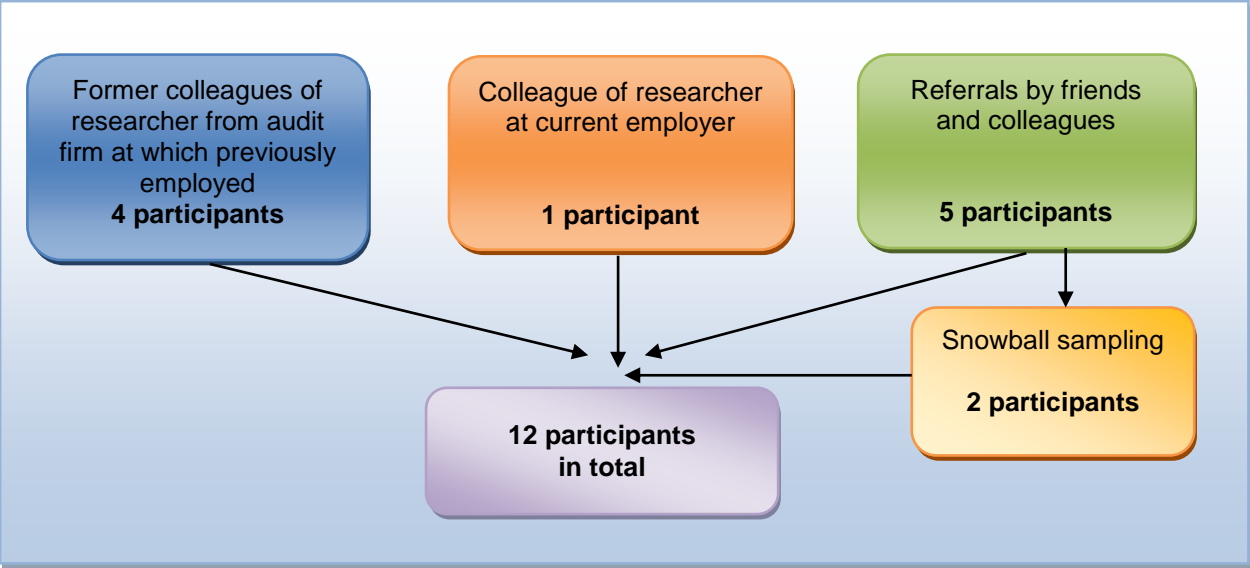 Former colleagues of
researcher from audit
firm at which previously
employed
4 participants
Colleague of researcher
at current employer
1 participant
Referrals by friends
and colleagues
5 participants
Snowball sampling
2 participants
12 participants
in total